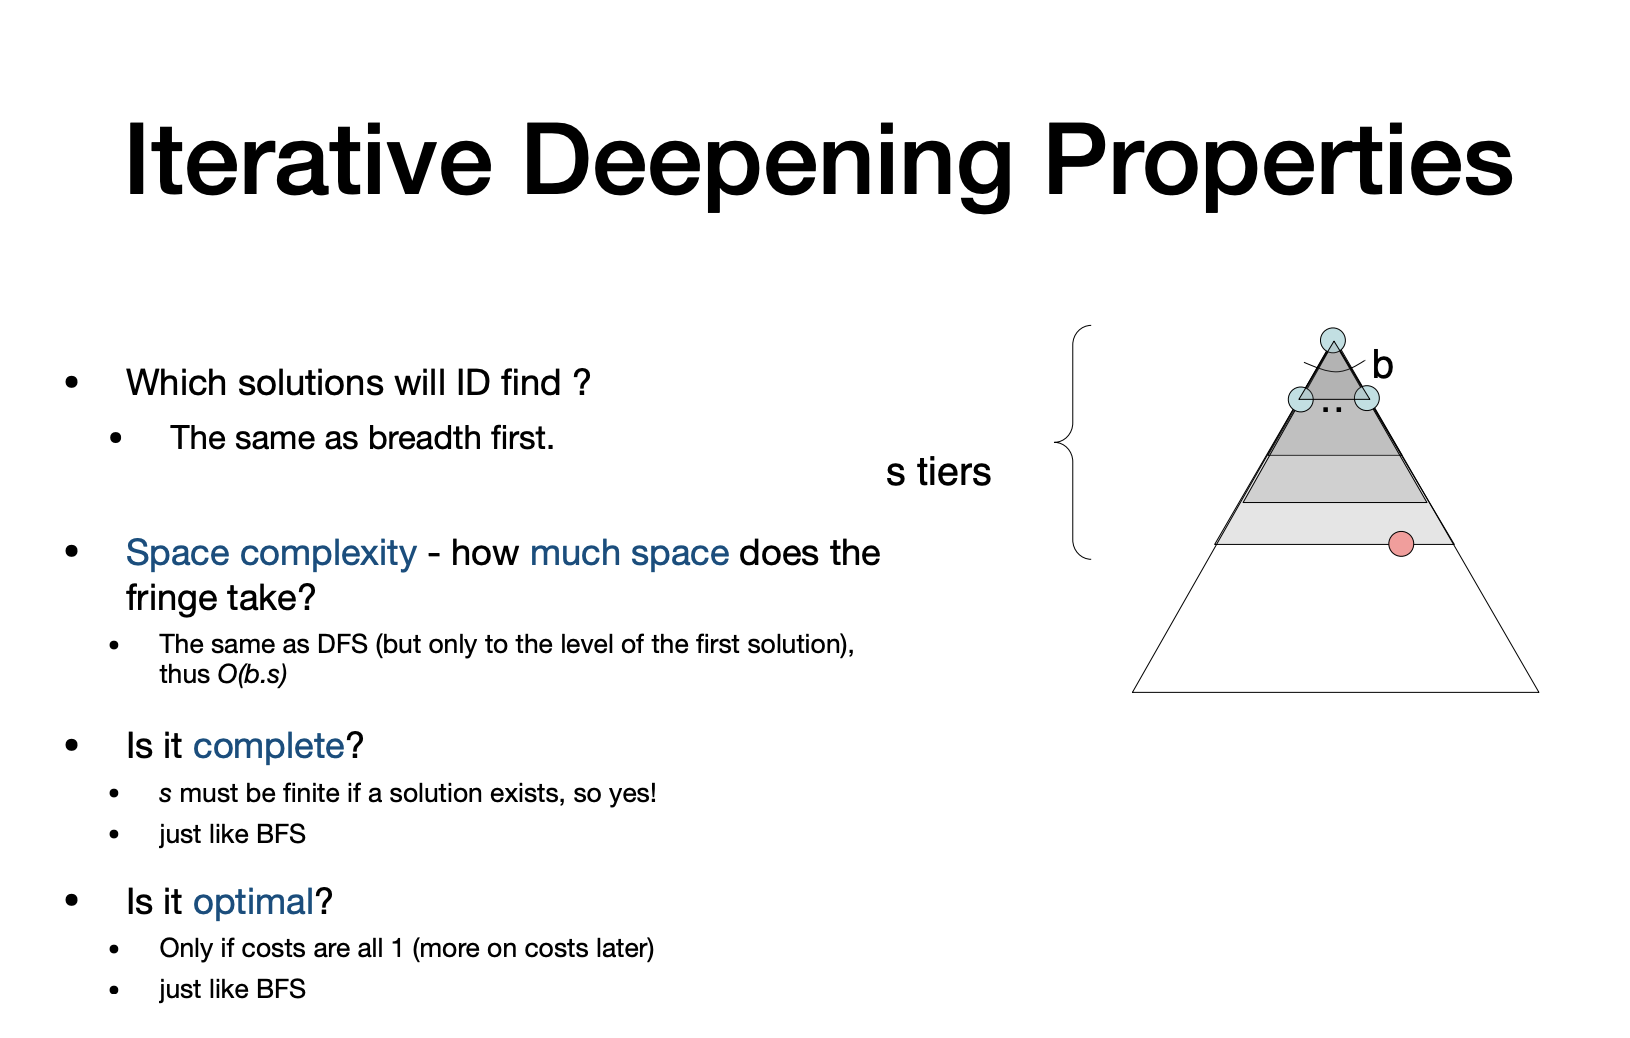 Iterative Deepening Properties
• Which solutions will ID find ?
• The same as breadth first.
• Space complexity - how much space does the
fringe take?
• The same as DFS (but only to the level of the first solution),
thus O(b.s)
• Is it complete?
• s must be finite if a solution exists, so yes!
• just like BFS
• Is it optimal?
• Only if costs are all 1 (more on costs later)
• just like BFS
s tiers
b
..